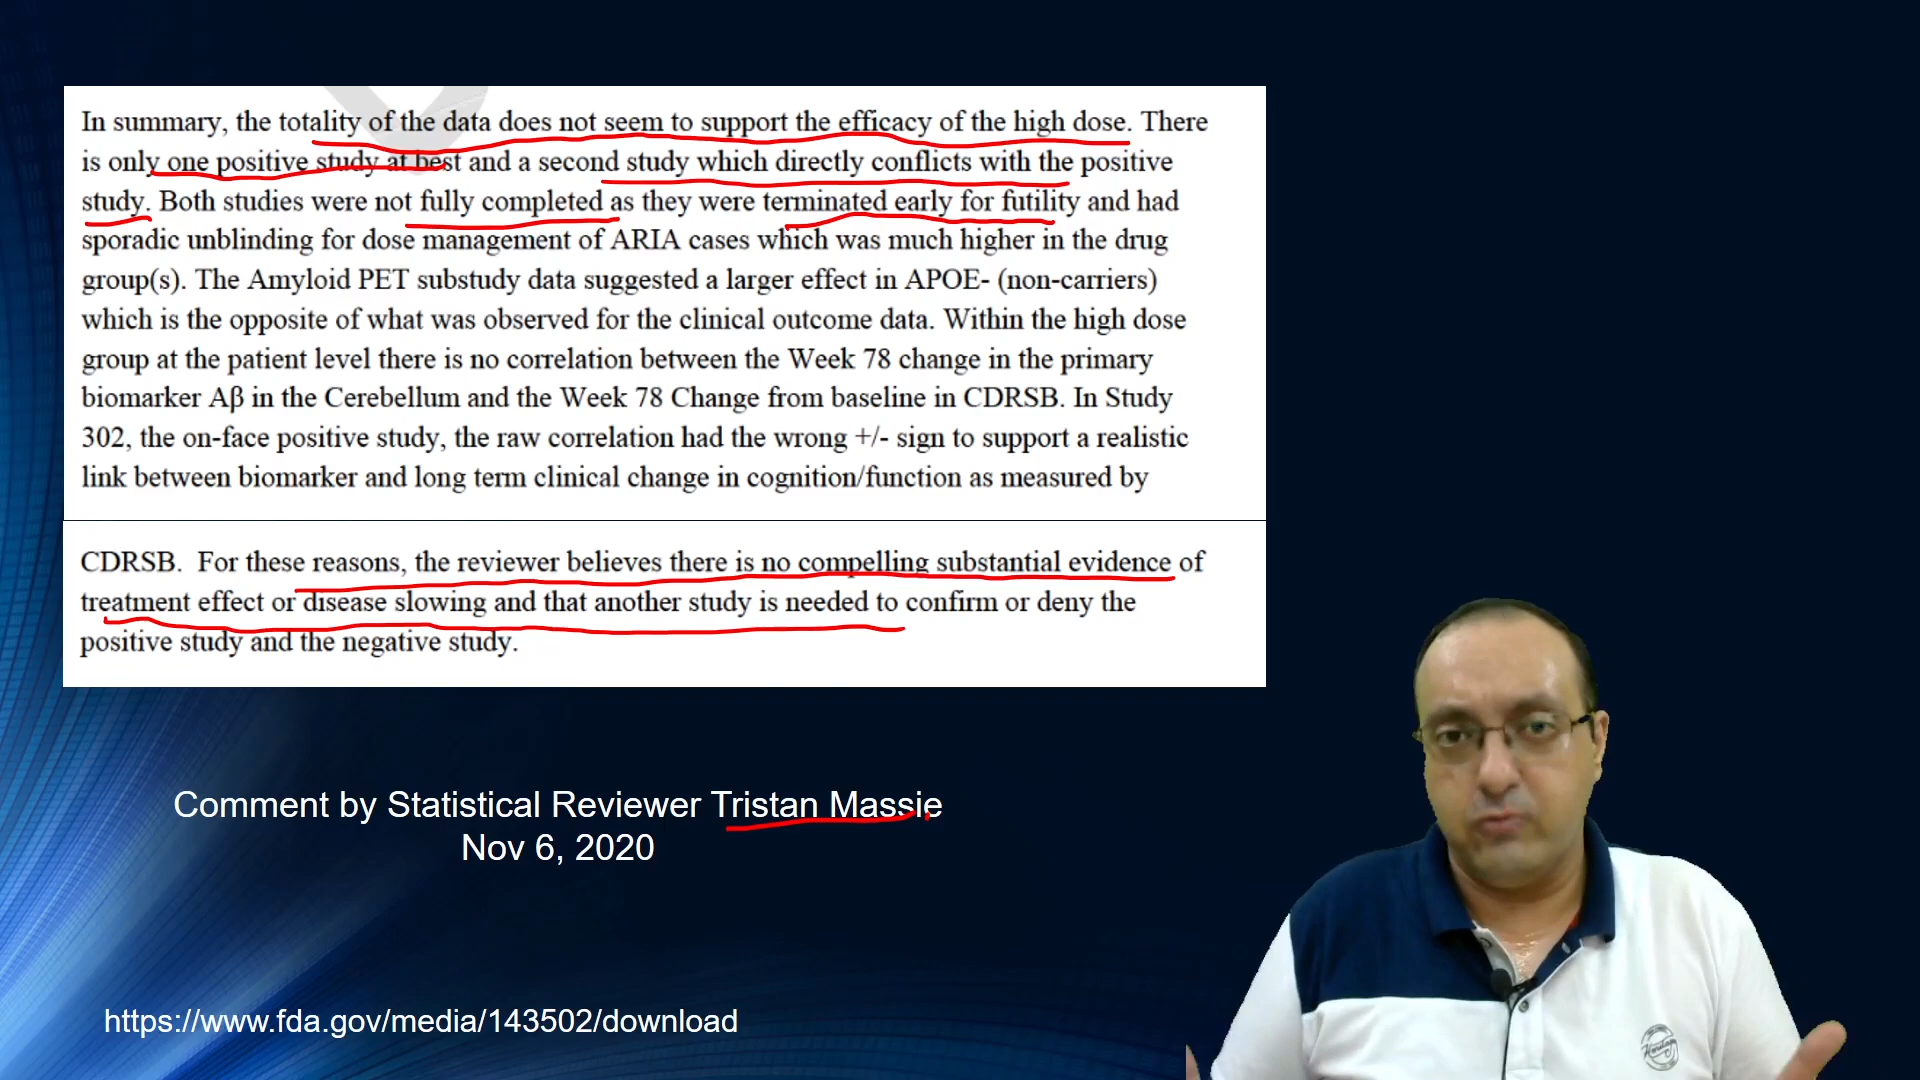 In summary, the totality of the data does not seem to support the efficacy of the high dose. There
is only one positive study at best and a second study which directly conflicts with the positive
study. Both studies were not fully completed as they were terminated early for futility and had
sporadic unblinding for dose management of ARIA cases which was much higher in the drug
group(s). The Amyloid PET substudy data suggested a larger effect in APOE- (non-carriers)
which is the opposite of what was observed for the clinical outcome data. Within the high dose
group at the patient level there is no correlation between the Week 78 change in the primary
biomarker Aβ in the Cerebellum and the Week 78 Change from baseline in CDRSB. In Study
302, the on-face positive study, the raw correlation had the wrong +/- sign to support a realistic
link between biomarker and long term clinical change in cognition/function as measured by
CDRSB. For these reasons, the reviewer believes there is no compelling substantial evidence of
treatment effect or disease slowing and that another study is needed to confirm or deny the
positive study and the negative study.
Comment by Statistical Reviewer Tristan Massie
Nov 6, 2020
https://www.fda.gov/media/143502/download